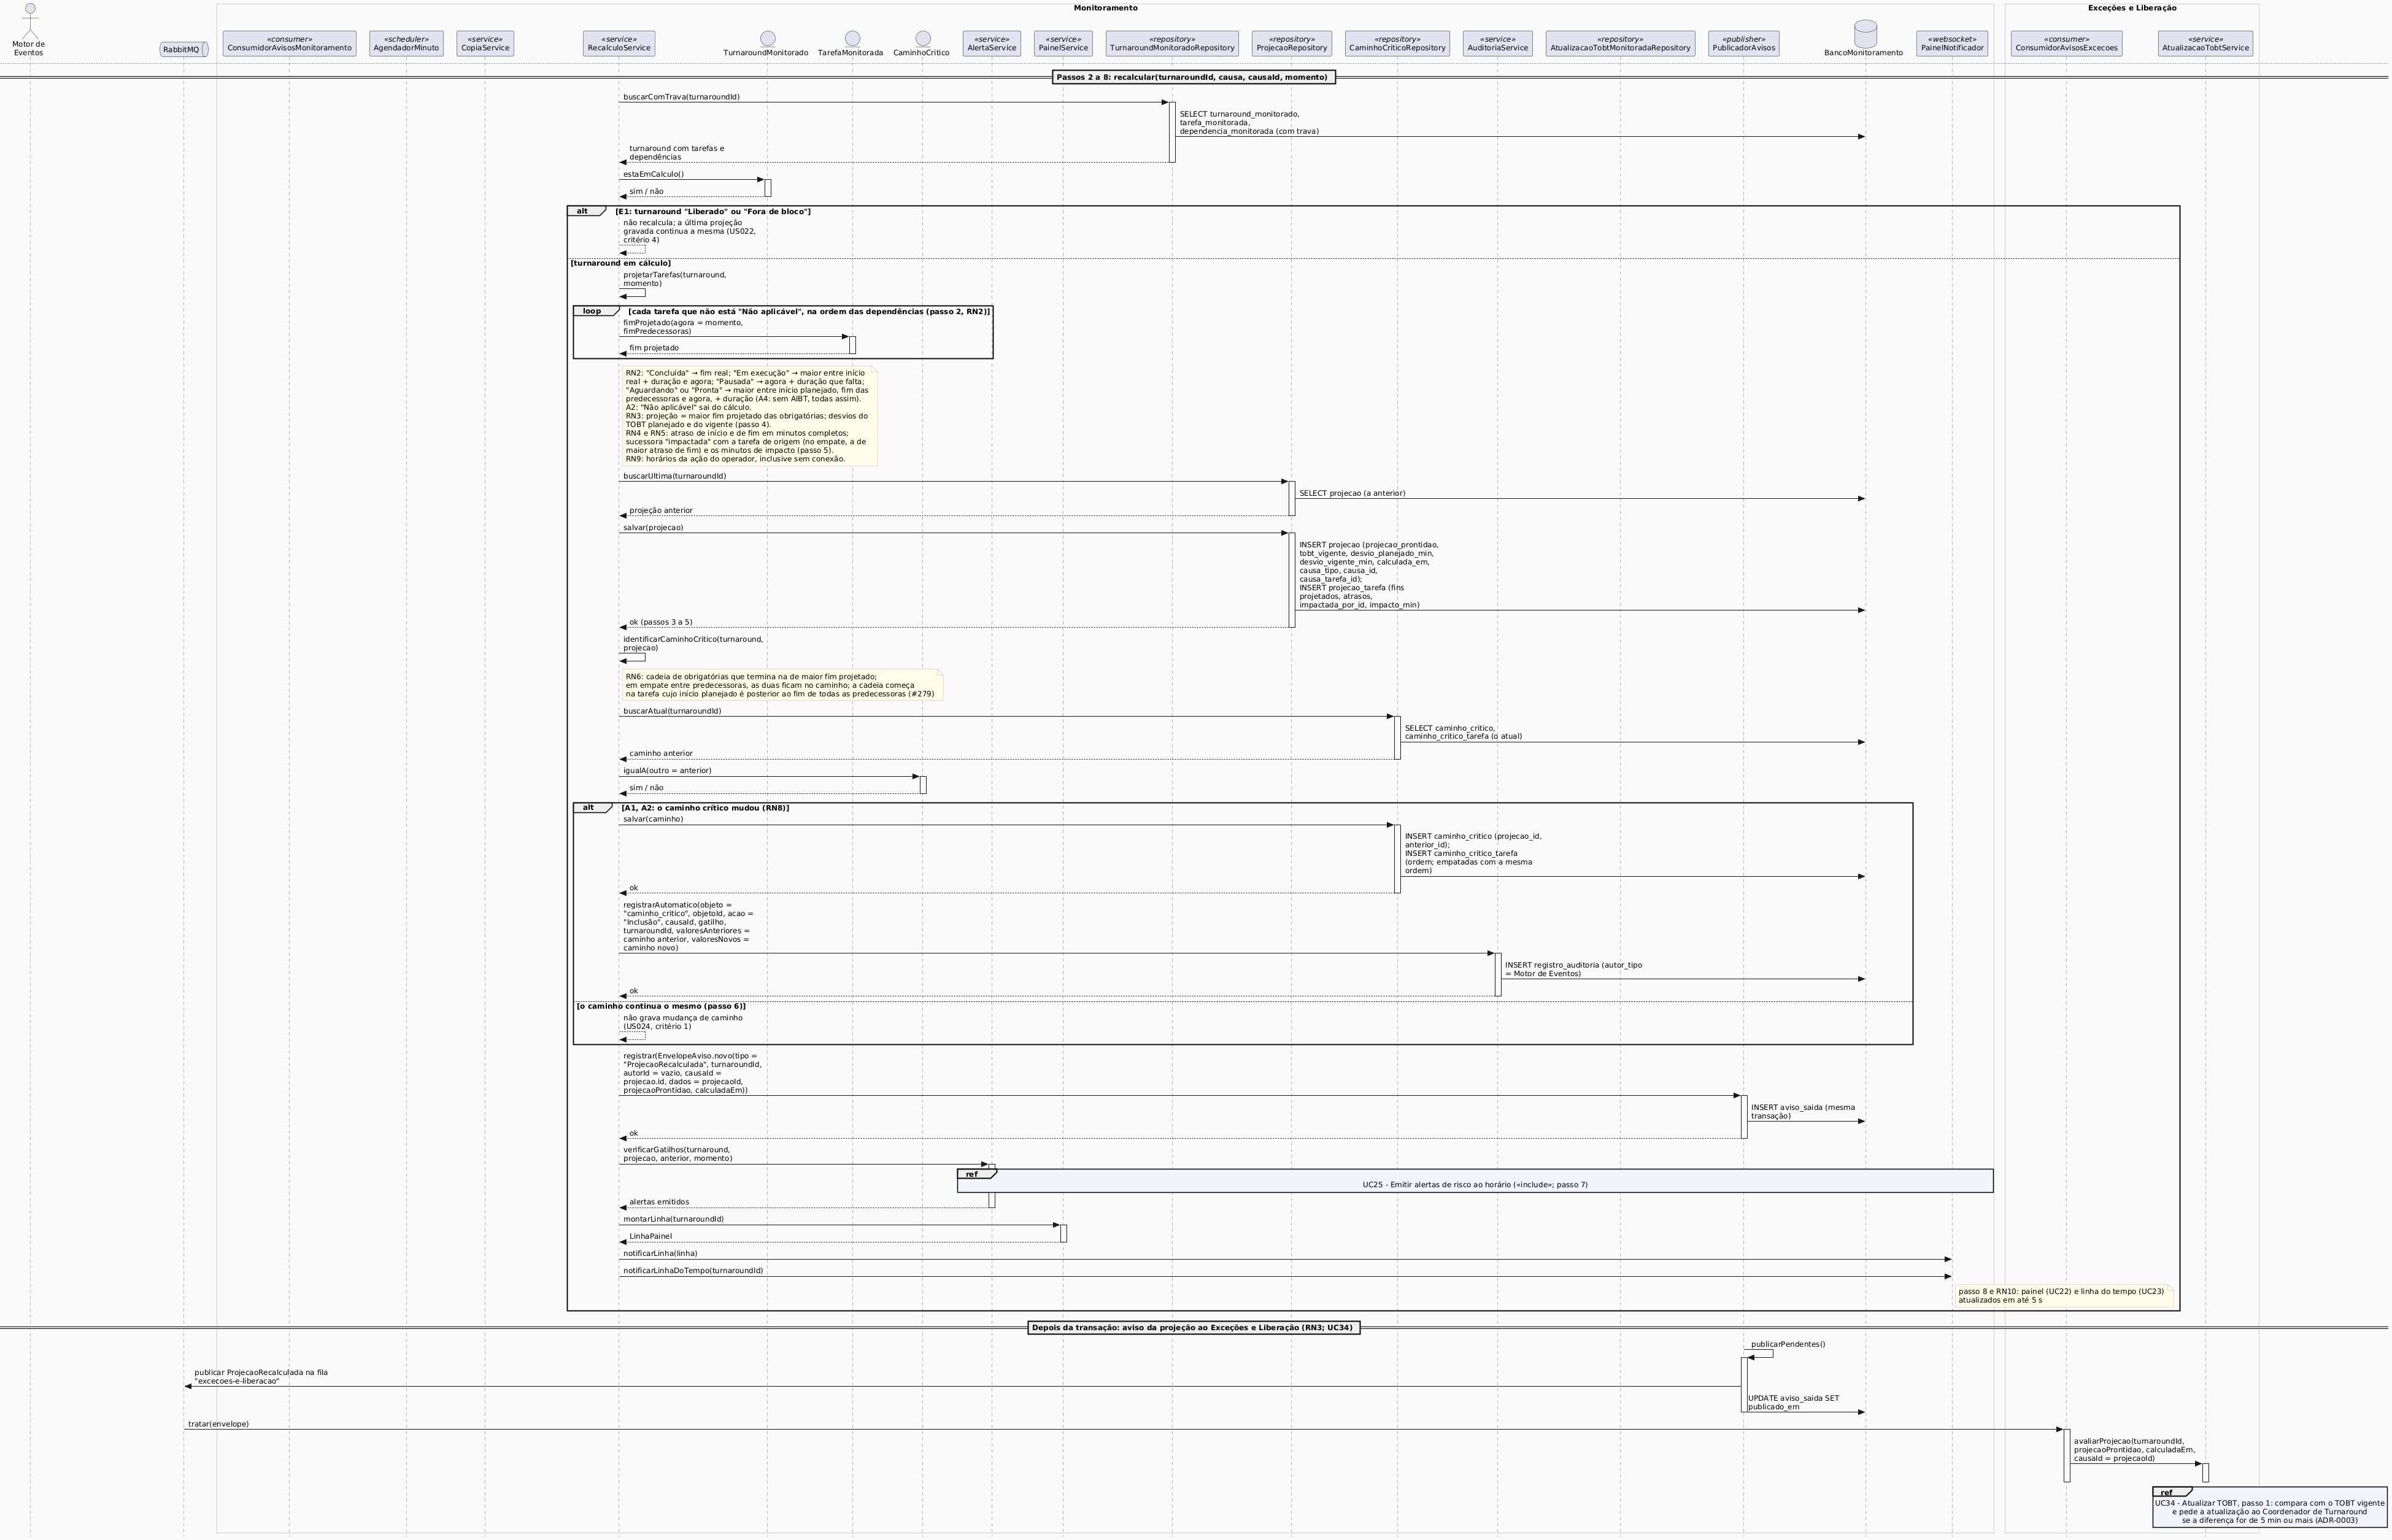 Monitoramento
Exceções e Liberação
Motor de
Eventos
RabbitMQ
«consumer»
ConsumidorAvisosMonitoramento
«scheduler»
AgendadorMinuto
«service»
CopiaService
«service»
RecalculoService
TurnaroundMonitorado
TarefaMonitorada
CaminhoCritico
«service»
AlertaService
«service»
PainelService
«repository»
TurnaroundMonitoradoRepository
«repository»
ProjecaoRepository
«repository»
CaminhoCriticoRepository
«service»
AuditoriaService
«repository»
AtualizacaoTobtMonitoradaRepository
«publisher»
PublicadorAvisos
BancoMonitoramento
«websocket»
PainelNotificador
«consumer»
ConsumidorAvisosExcecoes
«service»
AtualizacaoTobtService
Passos 2 a 8: recalcular(turnaroundId, causa, causaId, momento)
buscarComTrava(turnaroundId)
SELECT turnaround_monitorado,
tarefa_monitorada,
dependencia_monitorada (com trava)
turnaround com tarefas e
dependências
estaEmCalculo()
sim / não
alt
[E1: turnaround "Liberado" ou "Fora de bloco"]
não recalcula; a última projeção
gravada continua a mesma (US022,
critério 4)
[turnaround em cálculo]
projetarTarefas(turnaround,
momento)
loop
[cada tarefa que não está "Não aplicável", na ordem das dependências (passo 2, RN2)]
fimProjetado(agora = momento,
fimPredecessoras)
fim projetado
RN2: "Concluída" → fim real; "Em execução" → maior entre início
real + duração e agora; "Pausada" → agora + duração que falta;
"Aguardando" ou "Pronta" → maior entre início planejado, fim das
predecessoras e agora, + duração (A4: sem AIBT, todas assim).
A2: "Não aplicável" sai do cálculo.
RN3: projeção = maior fim projetado das obrigatórias; desvios do
TOBT planejado e do vigente (passo 4).
RN4 e RN5: atraso de início e de fim em minutos completos;
sucessora "impactada" com a tarefa de origem (no empate, a de
maior atraso de fim) e os minutos de impacto (passo 5).
RN9: horários da ação do operador, inclusive sem conexão.
buscarUltima(turnaroundId)
SELECT projecao (a anterior)
projeção anterior
salvar(projecao)
INSERT projecao (projecao_prontidao,
tobt_vigente, desvio_planejado_min,
desvio_vigente_min, calculada_em,
causa_tipo, causa_id,
causa_tarefa_id);
INSERT projecao_tarefa (fins
projetados, atrasos,
impactada_por_id, impacto_min)
ok (passos 3 a 5)
identificarCaminhoCritico(turnaround,
projecao)
RN6: cadeia de obrigatórias que termina na de maior fim projetado;
em empate entre predecessoras, as duas ficam no caminho; a cadeia começa
na tarefa cujo início planejado é posterior ao fim de todas as predecessoras (#279)
buscarAtual(turnaroundId)
SELECT caminho_critico,
caminho_critico_tarefa (o atual)
caminho anterior
igualA(outro = anterior)
sim / não
alt
[A1, A2: o caminho crítico mudou (RN8)]
salvar(caminho)
INSERT caminho_critico (projecao_id,
anterior_id);
INSERT caminho_critico_tarefa
(ordem; empatadas com a mesma
ordem)
ok
registrarAutomatico(objeto =
"caminho_critico", objetoId, acao =
"Inclusão", causaId, gatilho,
turnaroundId, valoresAnteriores =
caminho anterior, valoresNovos =
caminho novo)
INSERT registro_auditoria (autor_tipo
= Motor de Eventos)
ok
[o caminho continua o mesmo (passo 6)]
não grava mudança de caminho
(US024, critério 1)
registrar(EnvelopeAviso.novo(tipo =
"ProjecaoRecalculada", turnaroundId,
autorId = vazio, causaId =
projecao.id, dados = projecaoId,
projecaoProntidao, calculadaEm))
INSERT aviso_saida (mesma
transação)
ok
verificarGatilhos(turnaround,
projecao, anterior, momento)
ref
UC25 - Emitir alertas de risco ao horário («include»; passo 7)
alertas emitidos
montarLinha(turnaroundId)
LinhaPainel
notificarLinha(linha)
notificarLinhaDoTempo(turnaroundId)
passo 8 e RN10: painel (UC22) e linha do tempo (UC23)
atualizados em até 5 s
Depois da transação: aviso da projeção ao Exceções e Liberação (RN3; UC34)
publicarPendentes()
publicar ProjecaoRecalculada na fila
"excecoes-e-liberacao"
UPDATE aviso_saida SET
publicado_em
tratar(envelope)
avaliarProjecao(turnaroundId,
projecaoProntidao, calculadaEm,
causaId = projecaoId)
ref
UC34 - Atualizar TOBT, passo 1: compara com o TOBT vigente
e pede a atualização ao Coordenador de Turnaround
se a diferença for de 5 min ou mais (ADR-0003)